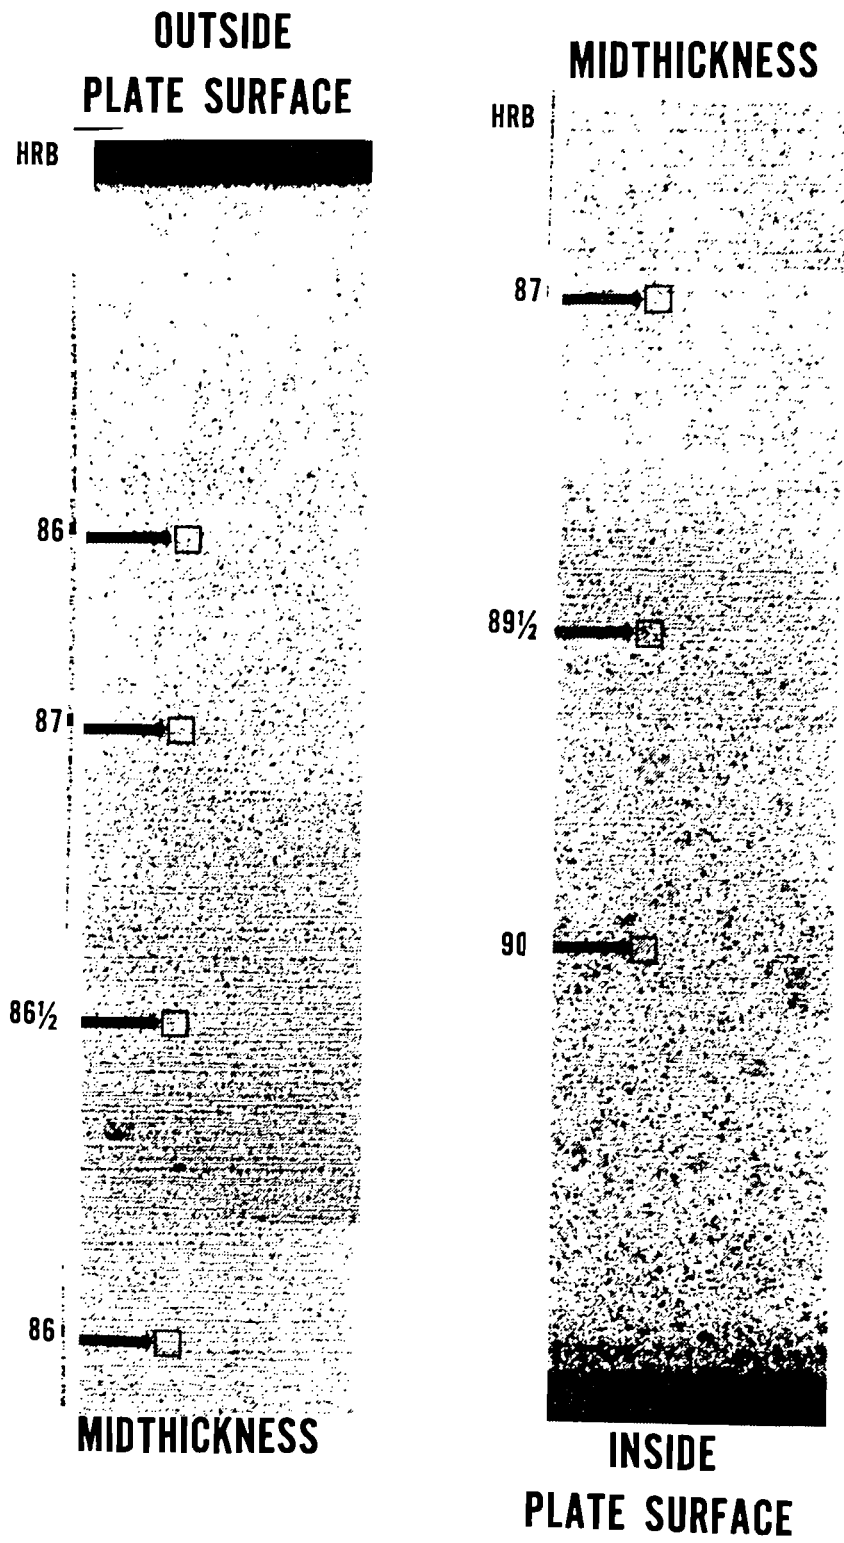 OUTSIDE
PLATE SURFACE
HRB
86
87
86½
86
MIDTHICKNESS
MIDTHICKNESS
HRB
87
89½
90
INSIDE
PLATE SURFACE